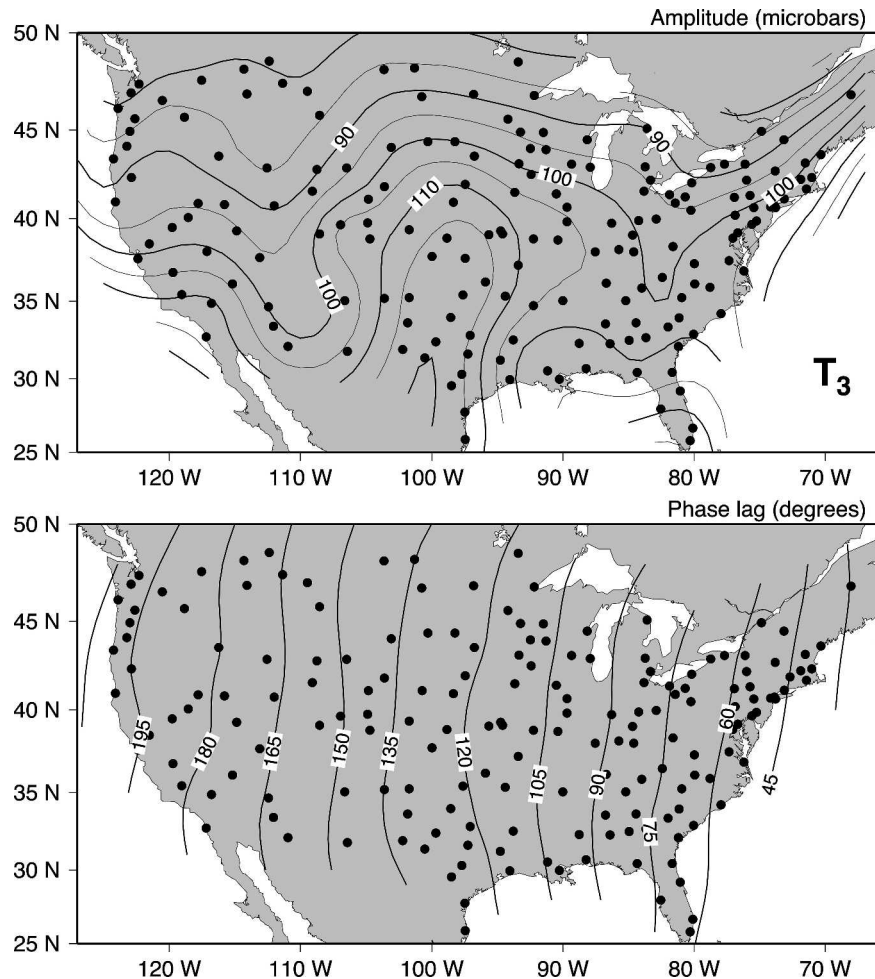 Amplitude (microbars)
50 N
45 N
40 N
35 N
30 N
25 N
90
90
100
100
110
100
T3
120 W 110 W 100 W 90 W 80 W 70 W
Phase lag (degrees)
50 N
45 N
40 N
35 N
30 N
25 N
195
180
165
150
135
120
105
90
75
60
45
120 W 110 W 100 W 90 W 80 W 70 W